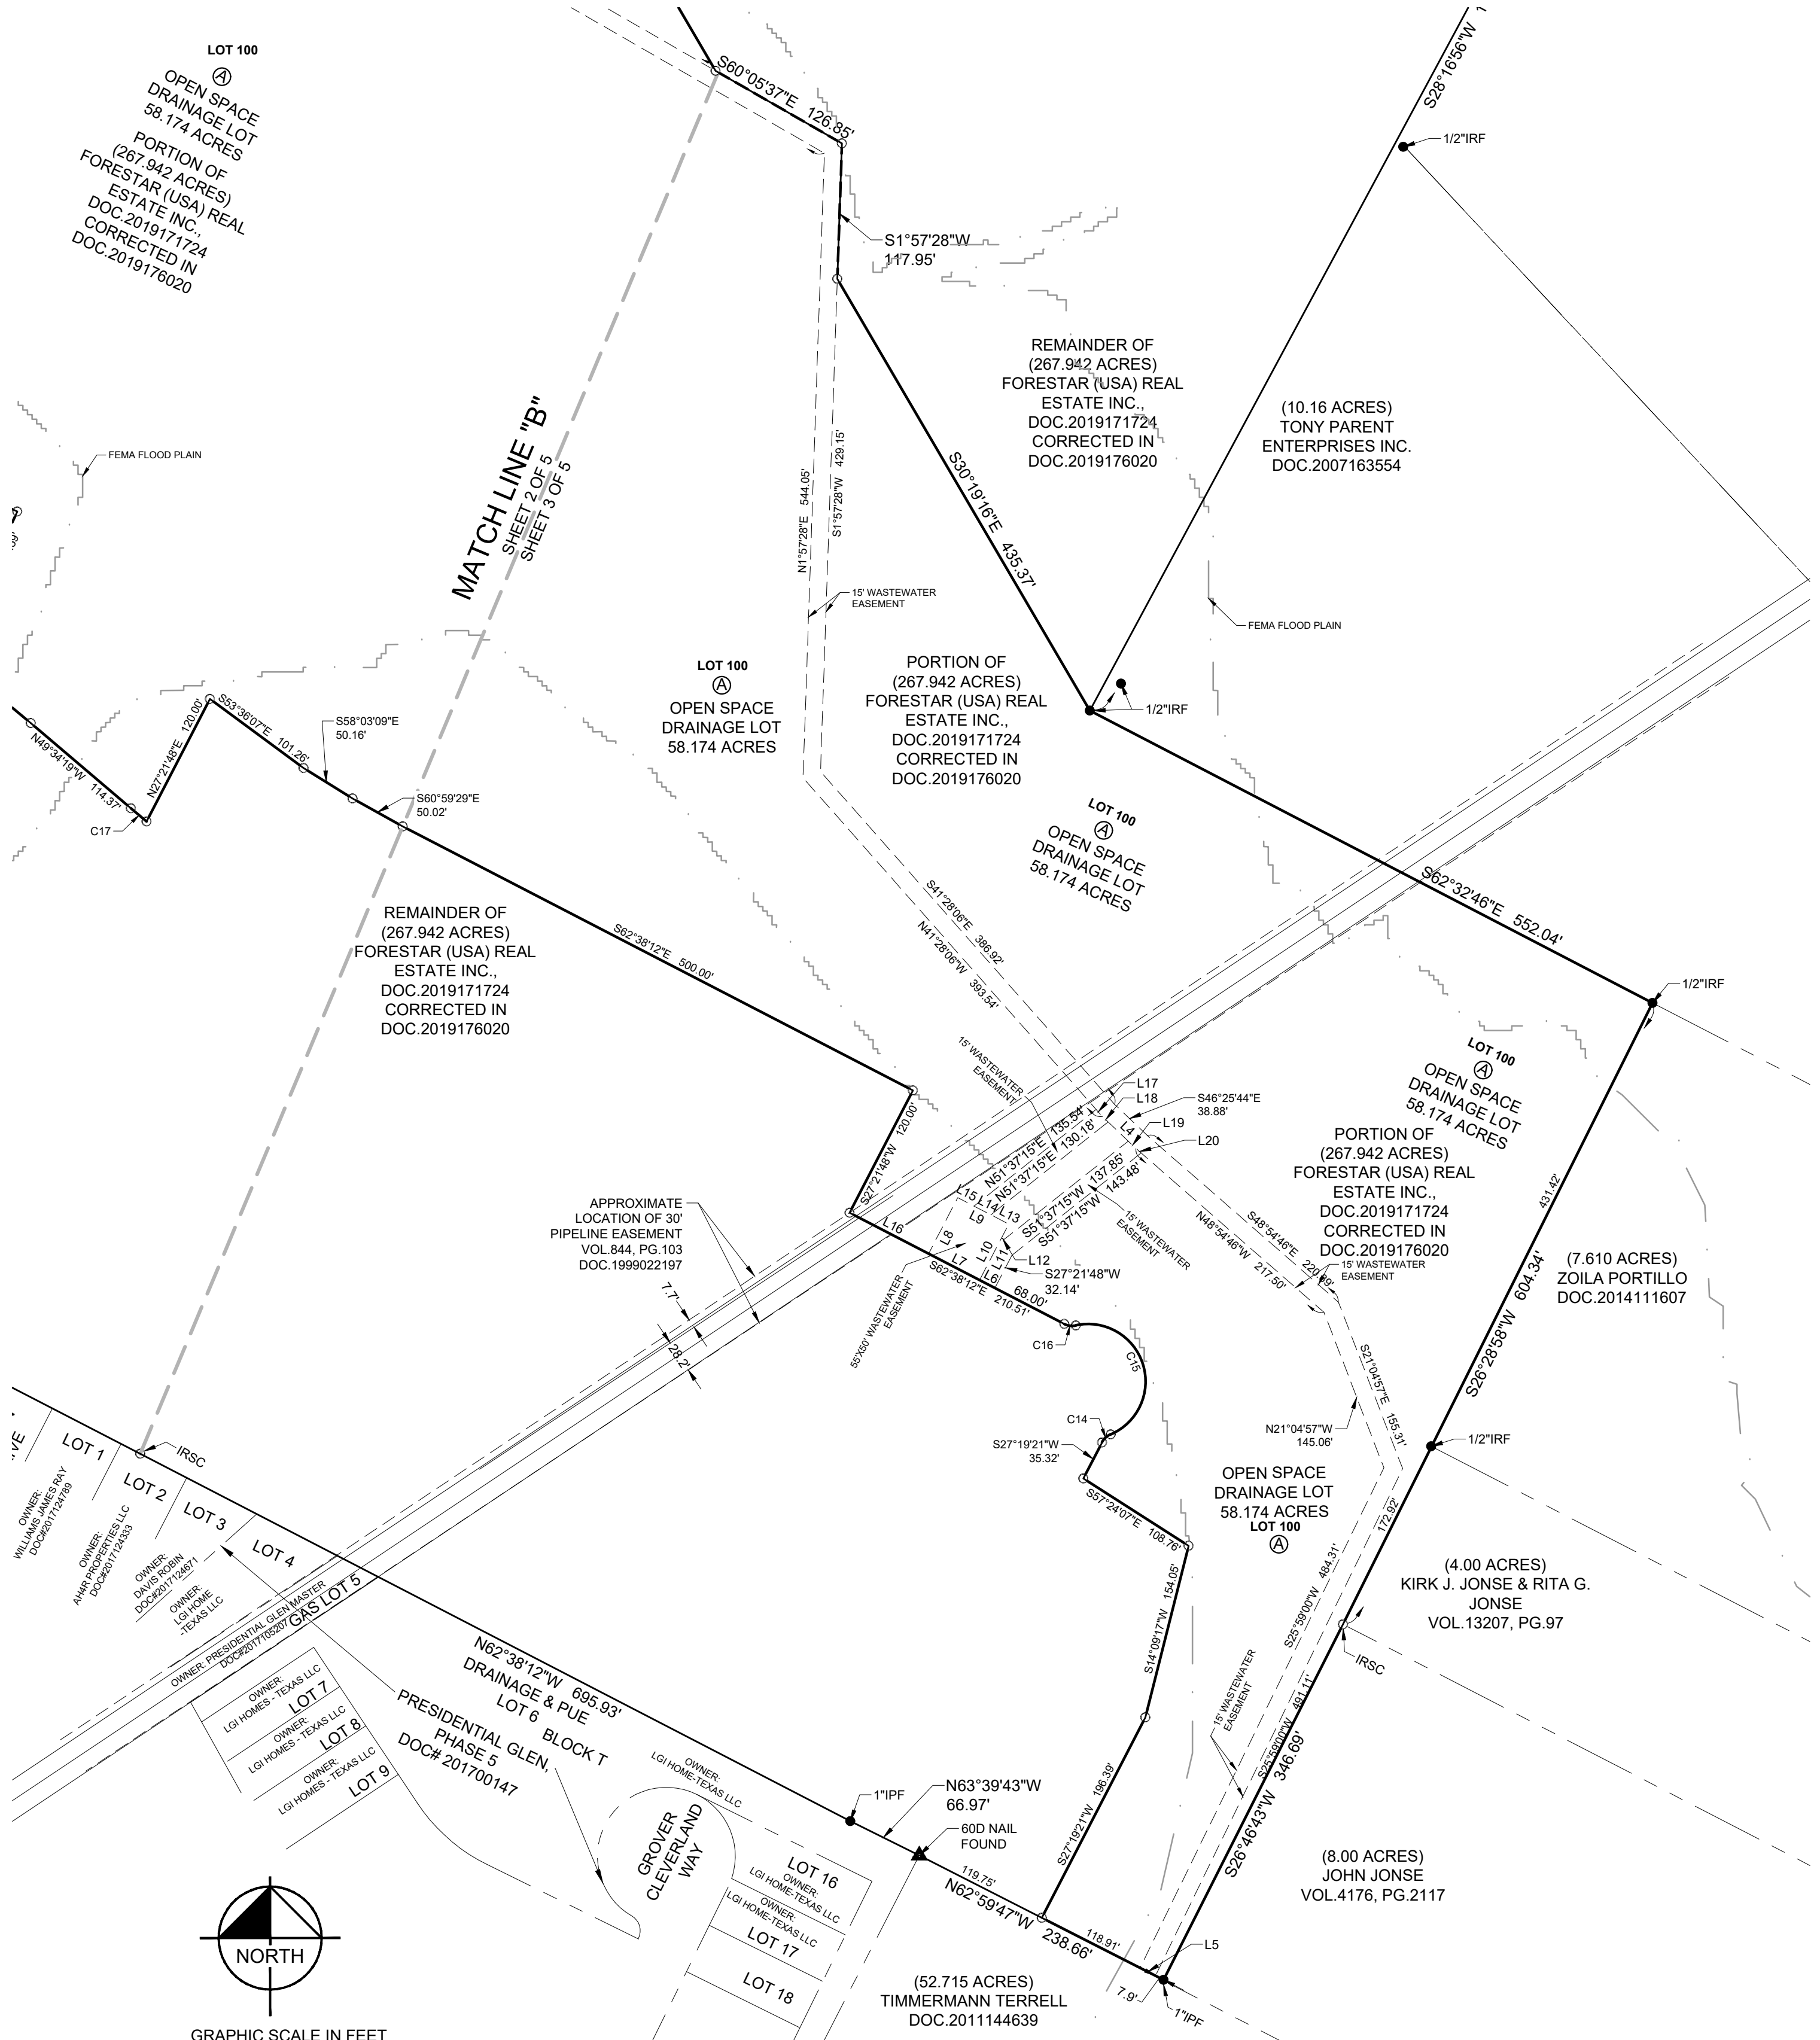 LOT 100
A
OPEN SPACE
DRAINAGE LOT
58.174 ACRES
PORTION OF
(267.942 ACRES)
FORESTAR (USA) REAL
ESTATE INC.,
DOC.2019171724
CORRECTED IN
DOC.2019176020
S60°05'37"E 126.85'
S28°16'56"W
1/2"IRF
S1°57'28"W
117.95'
REMAINDER OF
(267.942 ACRES)
FORESTAR (USA) REAL
ESTATE INC.,
DOC.2019171724
CORRECTED IN
DOC.2019176020
(10.16 ACRES)
TONY PARENT
ENTERPRISES INC.
DOC.2007163554
FEMA FLOOD PLAIN
MATCH LINE "B"
SHEET 2 OF 5
SHEET 3 OF 5
N1°57'28"E 544.05'
S1°57'28"W 429.15'
S30°19'16"E 435.37'
15' WASTEWATER
EASEMENT
FEMA FLOOD PLAIN
LOT 100
A
OPEN SPACE
DRAINAGE LOT
58.174 ACRES
PORTION OF
(267.942 ACRES)
FORESTAR (USA) REAL
ESTATE INC.,
DOC.2019171724
CORRECTED IN
DOC.2019176020
1/2"IRF
N49°34'19"W 114.37'
C17
N27°21'48"E 120.00'
S53°36'07"E 101.26'
S58°03'09"E
50.16'
S60°59'29"E
50.02'
LOT 100
A
OPEN SPACE
DRAINAGE LOT
58.174 ACRES
S62°32'46"E 552.04'
REMAINDER OF
(267.942 ACRES)
FORESTAR (USA) REAL
ESTATE INC.,
DOC.2019171724
CORRECTED IN
DOC.2019176020
S62°38'12"E 500.00'
S41°28'06"E 386.92'
N41°28'06"W 393.54'
1/2"IRF
LOT 100
A
OPEN SPACE
DRAINAGE LOT
58.174 ACRES
15' WASTEWATER
EASEMENT
L17
L18
S46°25'44"E
38.88'
L4
L19
L20
N51°37'15"E 135.54'
N51°37'15"E 130.18'
S51°37'15"W 137.85'
S51°37'15"W 143.48'
S27°21'48"W 120.00'
L15
L14
L13
L9
L16
L8
L7
L10
L11
L6
L12
S27°21'48"W
32.14'
68.00'
S62°38'12"E 210.51'
15' WASTEWATER
EASEMENT
55'X50' WASTEWATER
EASEMENT
APPROXIMATE
LOCATION OF 30'
PIPELINE EASEMENT
VOL.844, PG.103
DOC.1999022197
7.7'
28.2'
PORTION OF
(267.942 ACRES)
FORESTAR (USA) REAL
ESTATE INC.,
DOC.2019171724
CORRECTED IN
DOC.2019176020
N48°54'46"W 217.50'
S48°54'46"E 220.89'
15' WASTEWATER
EASEMENT
431.42'
S26°28'58"W 604.34'
(7.610 ACRES)
ZOILA PORTILLO
DOC.2014111607
C16
C15
C14
S27°19'21"W
35.32'
S57°24'07"E 108.76'
S21°04'57"E 155.31'
N21°04'57"W
145.06'
1/2"IRF
OPEN SPACE
DRAINAGE LOT
58.174 ACRES
LOT 100
A
172.92'
S14°09'17"W 154.05'
S25°59'00"W 484.31'
(4.00 ACRES)
KIRK J. JONSE & RITA G.
JONSE
VOL.13207, PG.97
IRSC
15' WASTEWATER
EASEMENT
S25°59'00"W 491.11'
S26°46'43"W 346.69'
IRSC
LOT 1
LOT 2
LOT 3
LOT 4
OWNER:
WILLIAMS JAMES RAY
DOC#2017124789
OWNER:
AH4R PROPERTIES LLC
DOC#2017124333
OWNER:
DAVIS ROBIN
DOC#2017124671
OWNER:
LGI HOME
-TEXAS LLC
OWNER: PRESIDENTIAL GLEN MASTER
DOC#2017105207
GAS LOT 5
OWNER:
LGI HOMES - TEXAS LLC
LOT 7
OWNER:
LGI HOMES - TEXAS LLC
LOT 8
OWNER:
LGI HOMES - TEXAS LLC
LOT 9
N62°38'12"W 695.93'
DRAINAGE & PUE
LOT 6 BLOCK T
PRESIDENTIAL GLEN,
PHASE 5
DOC# 201700147
OWNER:
LGI HOME-TEXAS LLC
1"IPF
N63°39'43"W
66.97'
60D NAIL
FOUND
GROVER
CLEVERLAND
WAY
LOT 16
OWNER:
LGI HOME-TEXAS LLC
OWNER:
LGI HOME-TEXAS LLC
LOT 17
LOT 18
S27°19'21"W 196.39'
119.75'
N62°59'47"W
238.66'
118.91'
L5
7.9'
1"IPF
(8.00 ACRES)
JOHN JONSE
VOL.4176, PG.2117
(52.715 ACRES)
TIMMERMANN TERRELL
DOC.2011144639
NORTH
GRAPHIC SCALE IN FEET